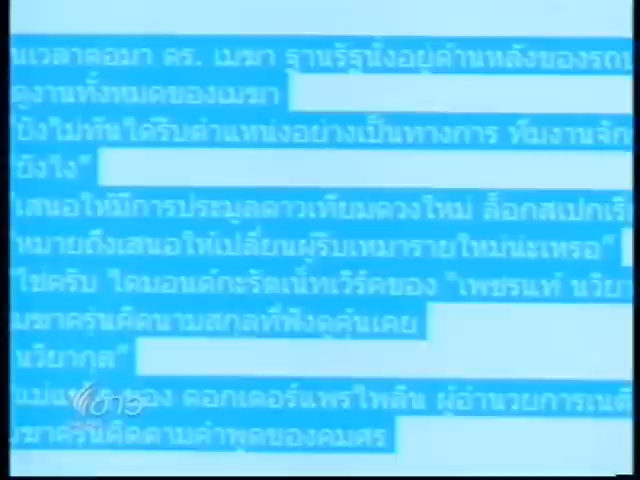 นเวลาต่อมา ดร. เมฆา ฐานรัฐนั่งอยู่ด้านหลังของรถ
ดูงานทั้งหมดของเมฆา
"ยังไม่ทันได้รับตำแหน่งอย่างเป็นทางการ ทีมงานจัก
ยังไง"
"เสนอให้มีการประมูลดาวเทียมดวงใหม่ ล็อกสเปกเรี
"หมายถึงเสนอให้เปลี่ยนผู้รับเหมารายใหม่น่ะเหรอ"
"ใช่ครับ ไดมอนด์กะรัตเน็ทเวิร์คของ "เพชรแท้ นวิยา
มฆาครุ่นคิดนามสกุลที่ฟังดูคุ้นเคย
นวิยากุล"
ของ ดอกเตอร์แพรไพลิน ผู้อำนวยการเนต
มฆาครุ่นคิดตามคำพูดของคมศร
ข่าว